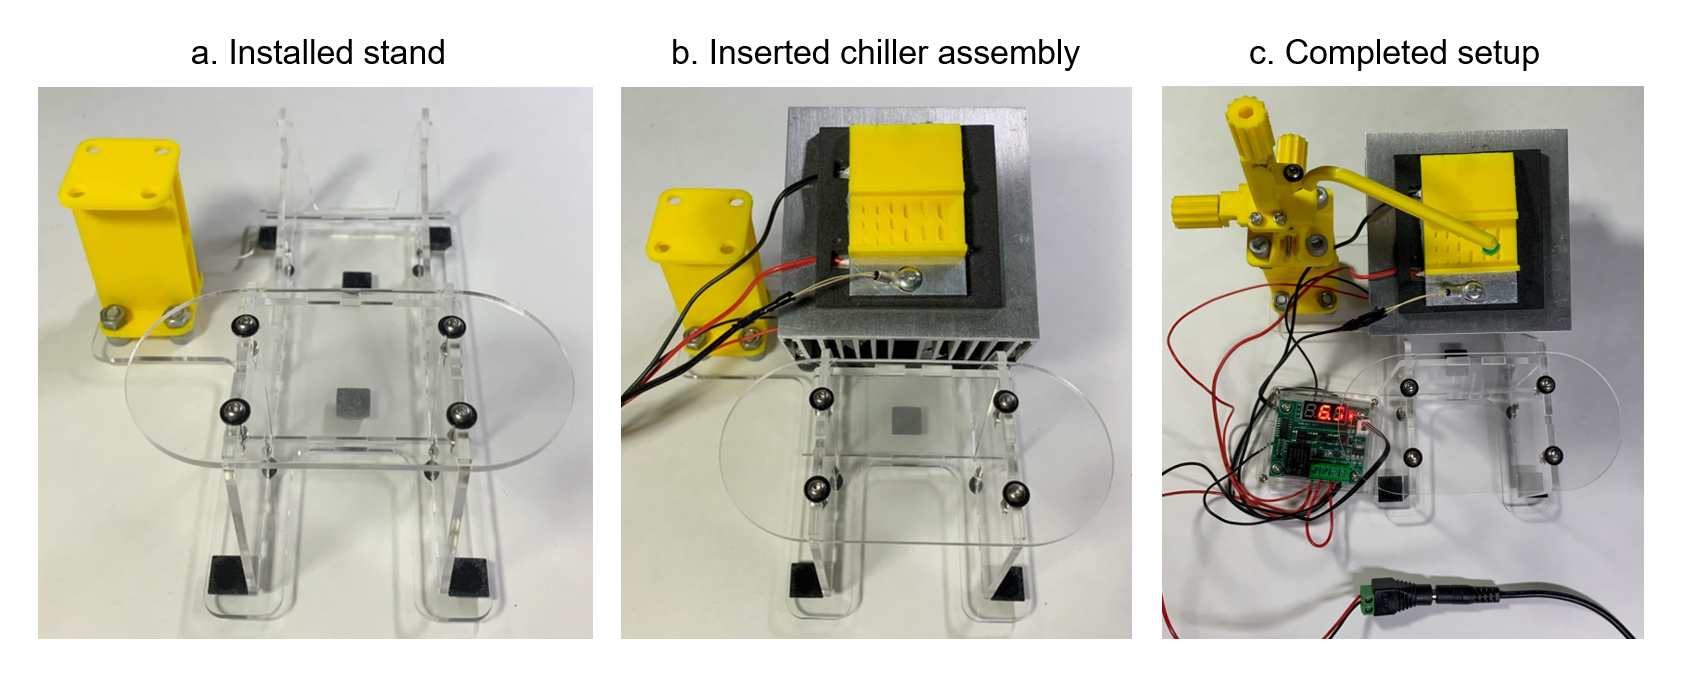 a. Installed stand
b. Inserted chiller assembly
c. Completed setup